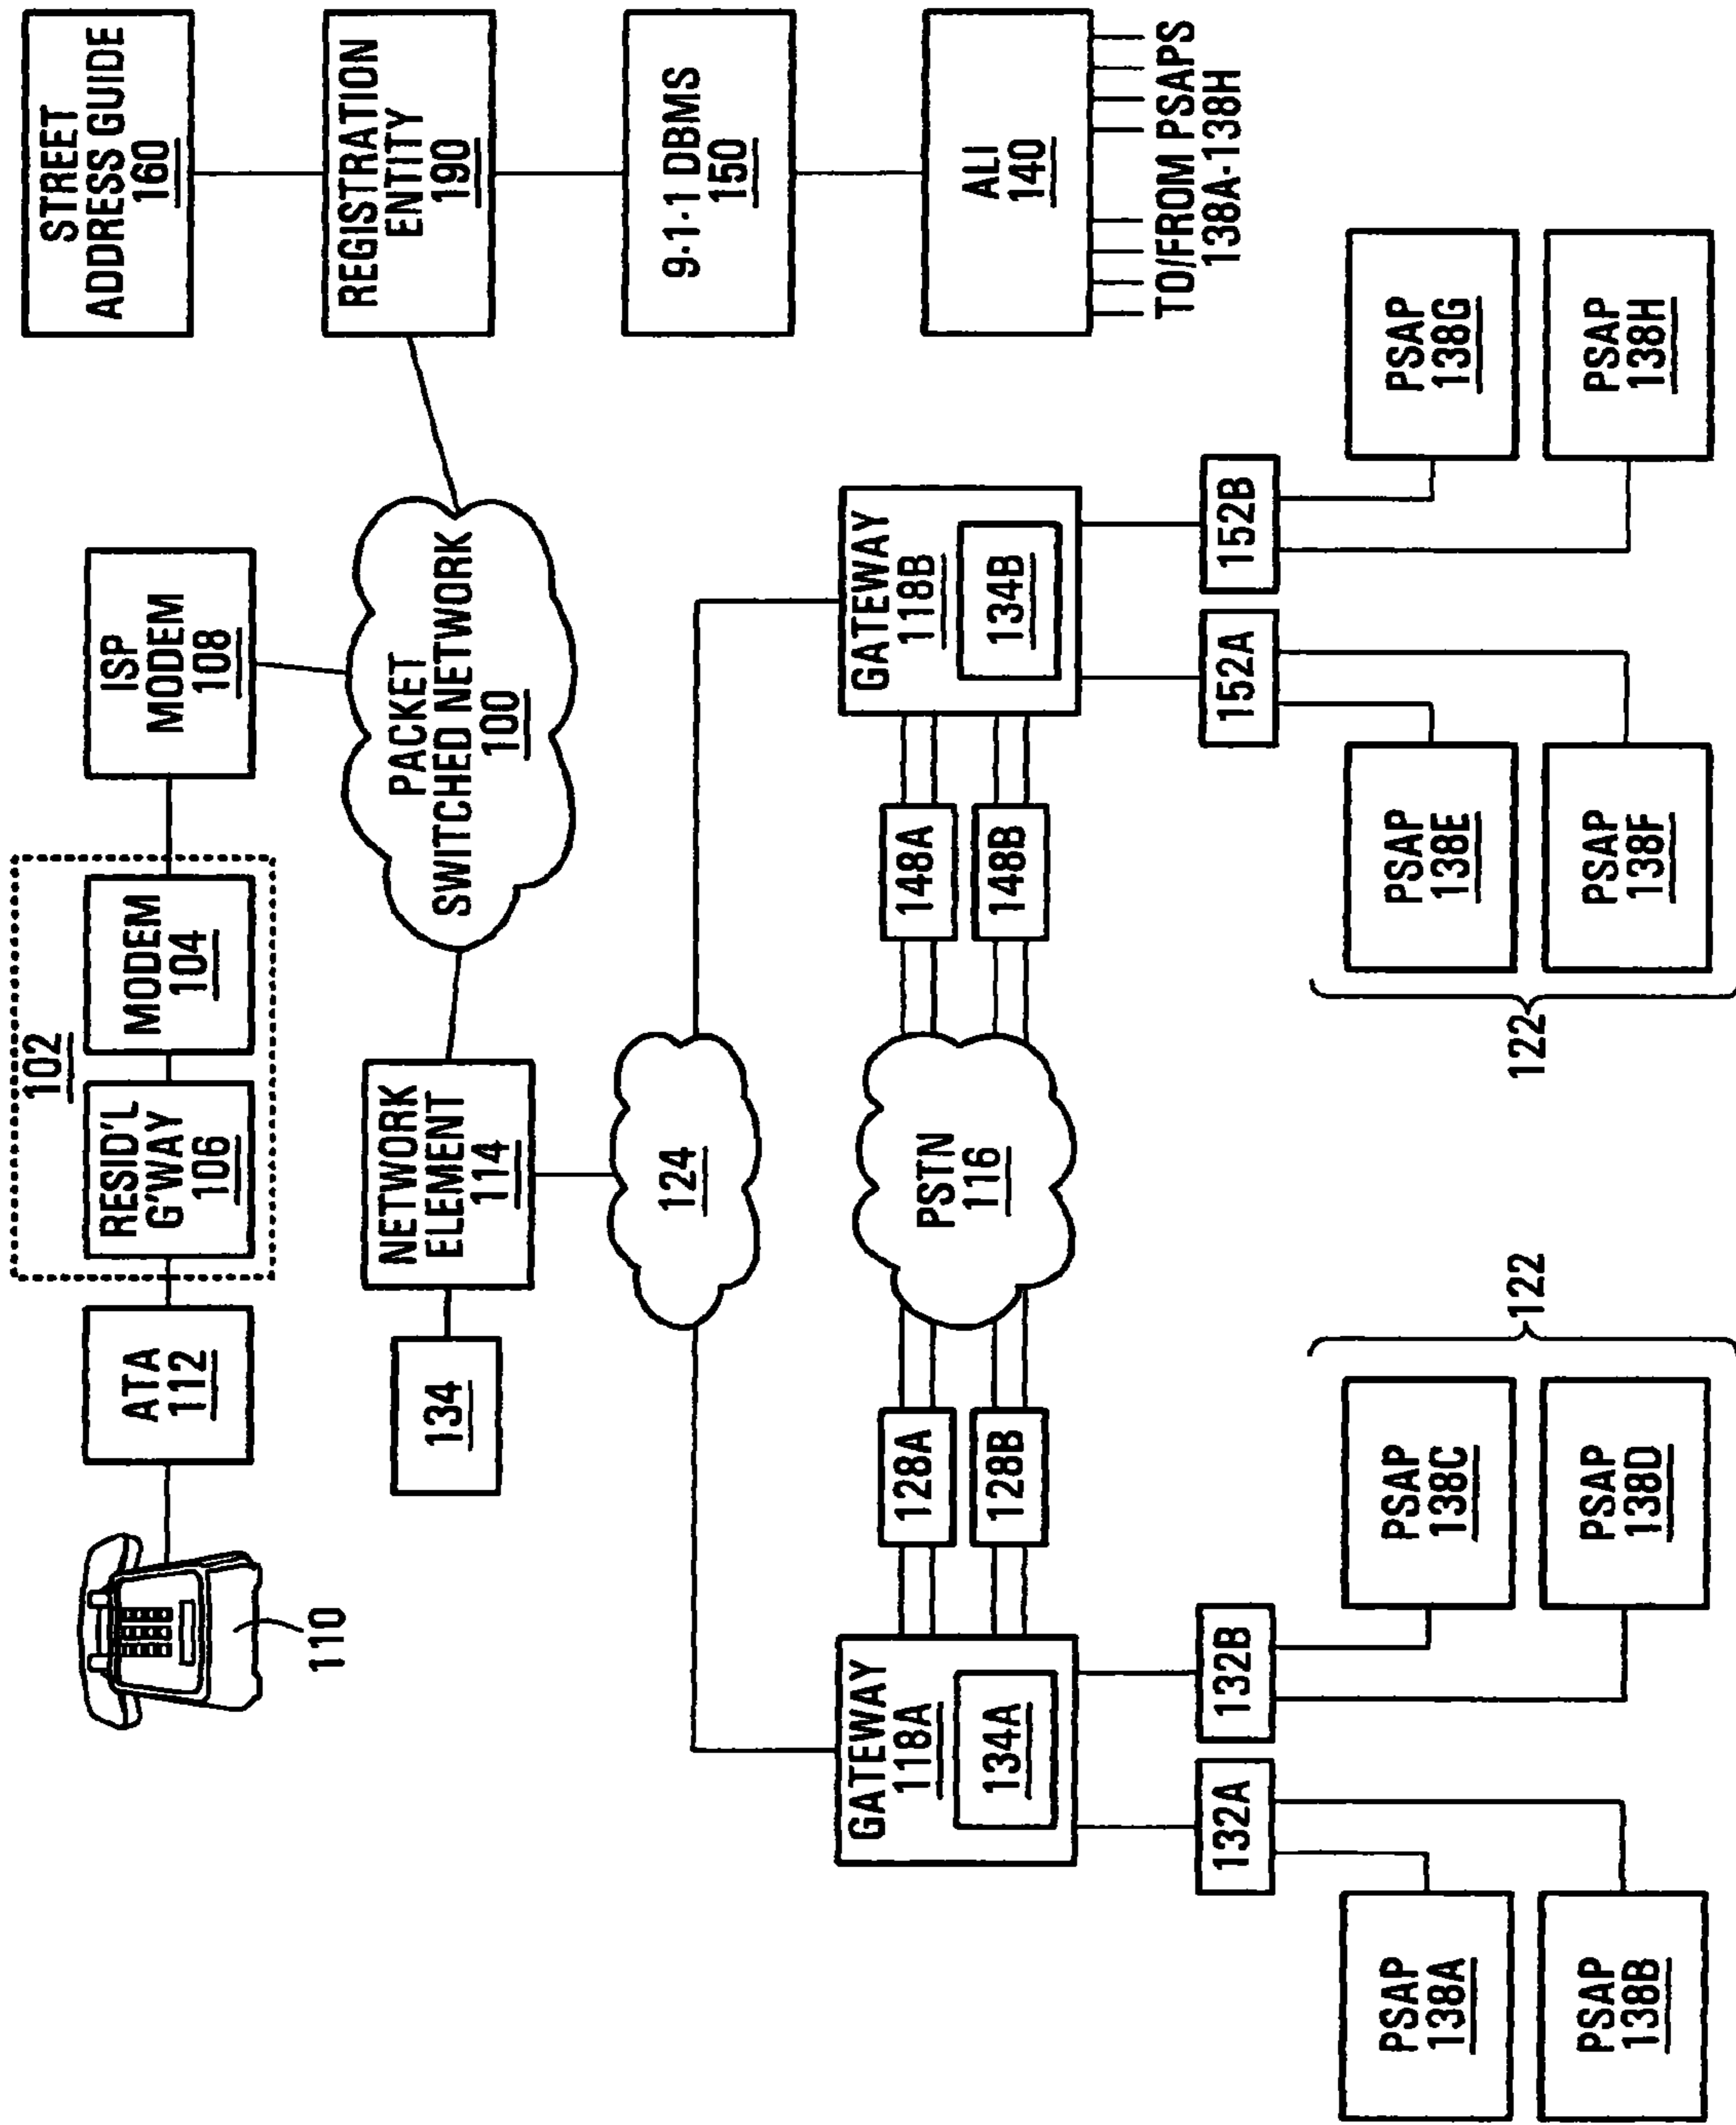 102
ATA
112
RESID'L
G'WAY
106
MODEM
104
ISP
MODEM
108
STREET
ADDRESS GUIDE
160
110
134
NETWORK
ELEMENT
114
PACKET
SWITCHED NETWORK
100
REGISTRATION
ENTITY
190
124
9-1-1 DBMS
150
GATEWAY
118A
134A
128A
128B
PSTN
116
148A
148B
GATEWAY
118B
134B
ALI
140
TO/FROM PSAPS
138A-138H
132A
132B
152A
152B
PSAP
138A
PSAP
138B
PSAP
138C
PSAP
138D
122
122
PSAP
138E
PSAP
138F
PSAP
138G
PSAP
138H